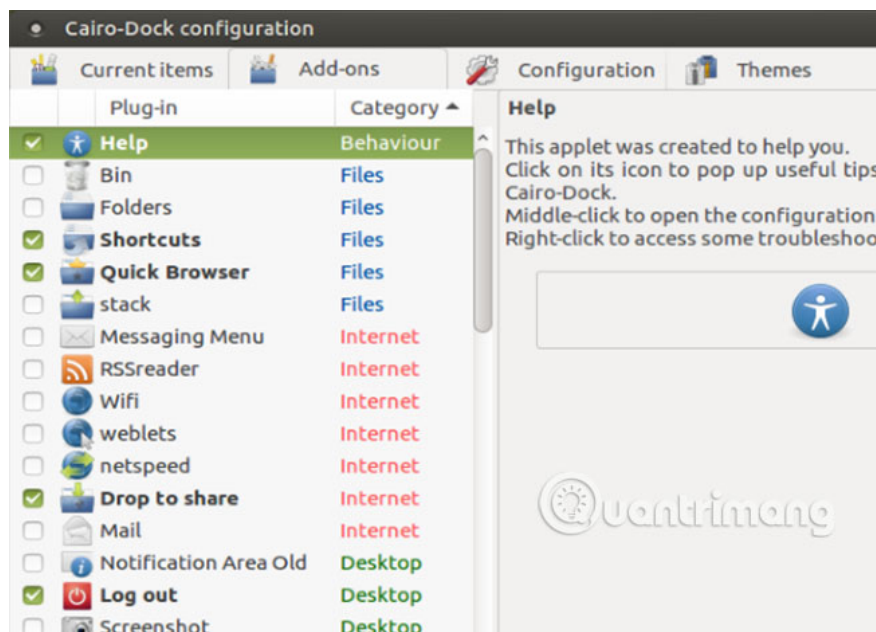 Cairo-Dock configuration
Current items Add-ons Configuration Themes
Plug-in Category
Help Behaviour
Bin Files
Folders Files
Shortcuts Files
Quick Browser Files
stack Files
Messaging Menu Internet
RSSreader Internet
Wifi Internet
weblets Internet
netspeed Internet
Drop to share Internet
Mail Internet
Notification Area Old Desktop
Log out Desktop
Screenshot Desktop
Help
This applet was created to help you.
Click on its icon to pop up useful tips
Cairo-Dock.
Middle-click to open the configuration
Right-click to access some troubleshoo
Quantrimang